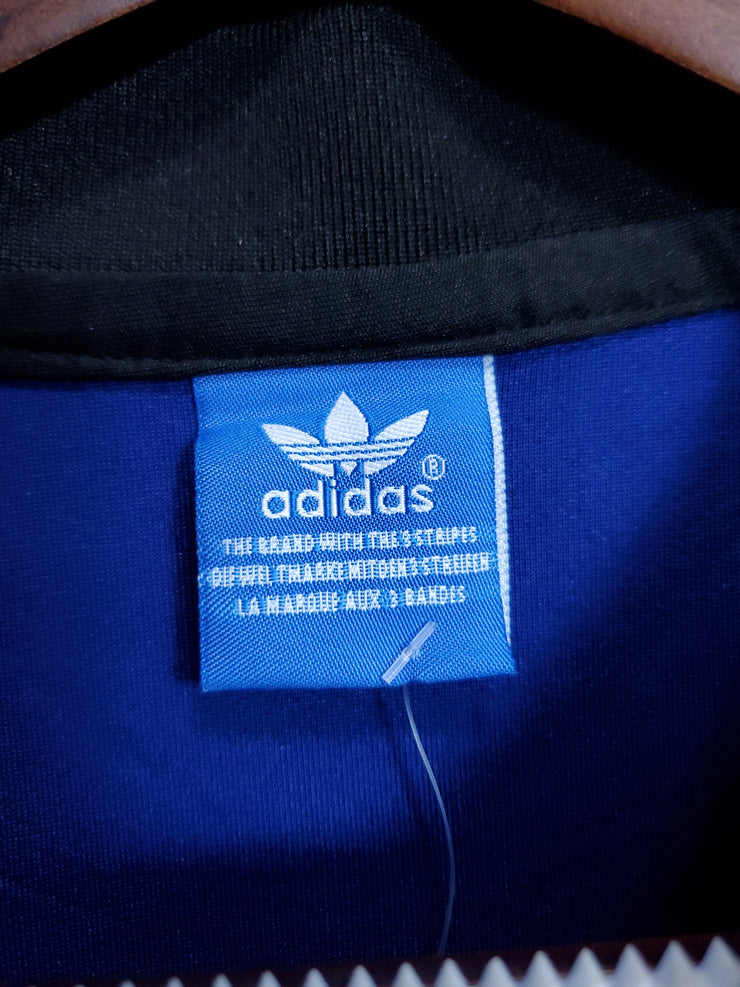 adidas®
THE BRAND WITH THE 3 STRIPES
DIE WELTMARKE MIT DEN 3 STREIFEN
LA MARQUE AUX 3 BANDES